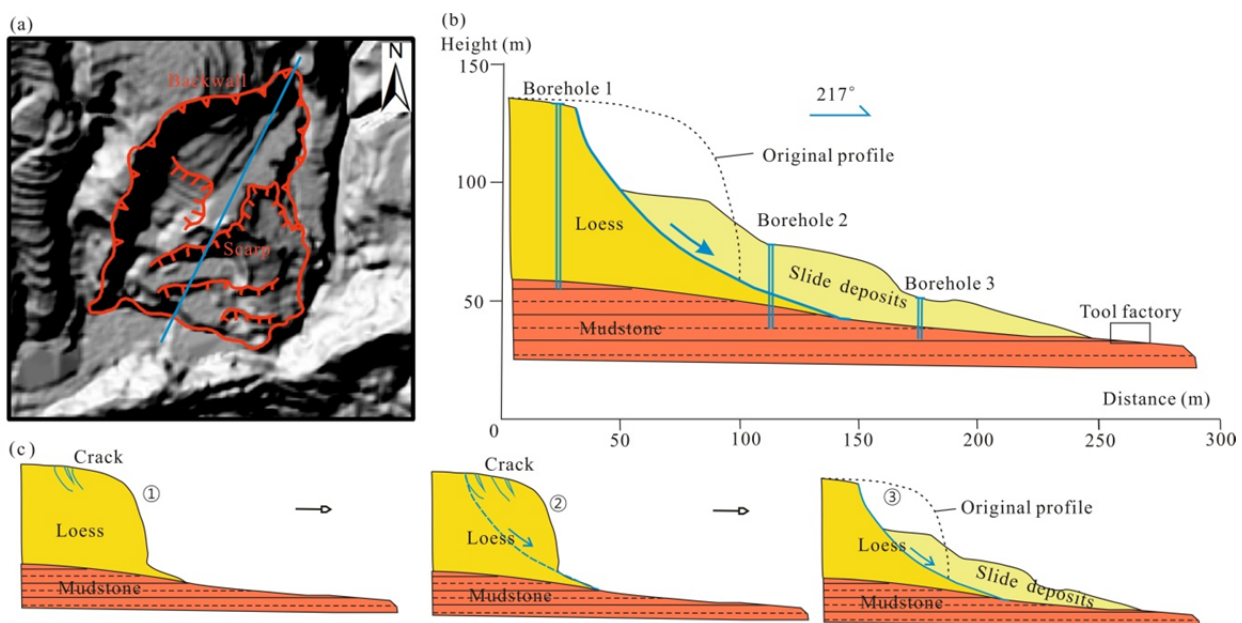 (a)
Backwall
N
Scarp
(b)
Height (m)
150
Borehole 1
217°
Original profile
100
Borehole 2
Loess
Slide deposits
Borehole 3
50
Tool factory
Mudstone
Distance (m)
0
50
100
150
200
250
300
(c)
Crack
①
Loess
Mudstone
Crack
②
Loess
Mudstone
③
Original profile
Loess
Slide deposits
Mudstone